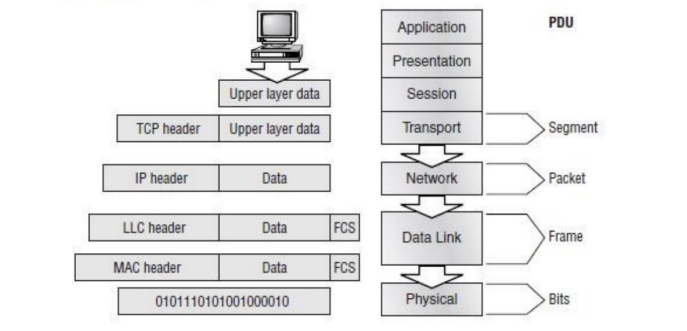 Application PDU
Presentation
Upper layer data Session
TCP header Upper layer data Transport Segment
IP header Data Network Packet
LLC header Data FCS Data Link Frame
MAC header Data FCS
0101110101001000010 Physical Bits